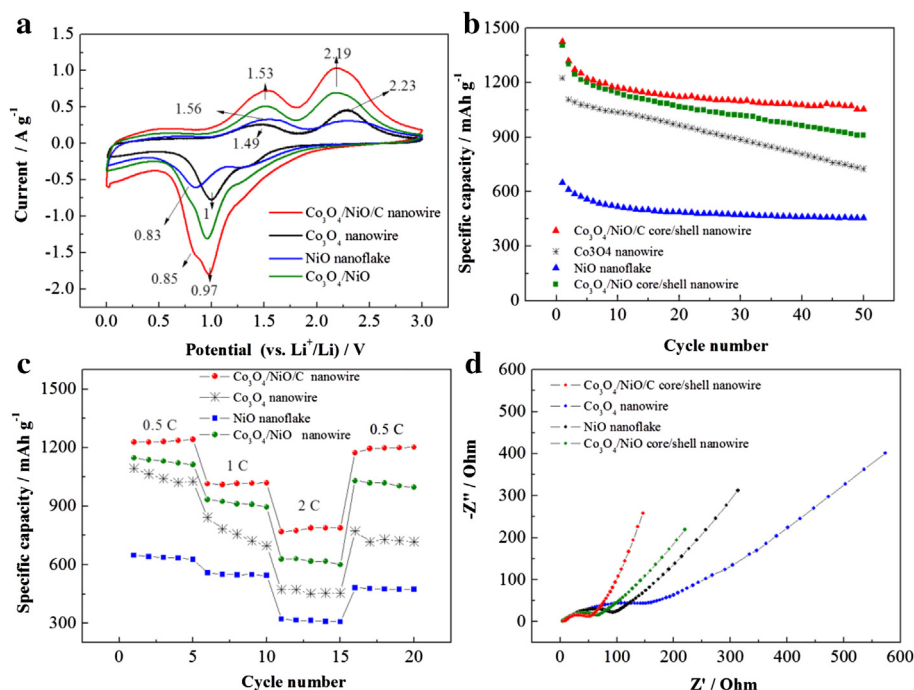 a
Current / A g⁻¹
1.5
1.0
0.5
0.0
-0.5
-1.0
-1.5
-2.0
0.0 0.5 1.0 1.5 2.0 2.5 3.0
Potential (vs. Li⁺/Li) / V
1.53
2.19
2.23
1.56
1.49
1
0.83
0.85
0.97
Co₃O₄/NiO/C nanowire
Co₃O₄ nanowire
NiO nanoflake
Co₃O₄/NiO
b
Specific capacity / mAh g⁻¹
1500
1200
900
600
300
0
0 10 20 30 40 50
Cycle number
Co₃O₄/NiO/C core/shell nanowire
Co3O4 nanowire
NiO nanoflake
Co₃O₄/NiO core/shell nanowire
c
Specific capacity / mAh g⁻¹
1500
1200
900
600
300
0 5 10 15 20
Cycle number
Co₃O₄/NiO/C nanowire
Co₃O₄ nanowire
NiO nanoflake
Co₃O₄/NiO nanowire
0.5 C
1 C
2 C
0.5 C
d
-Z'' / Ohm
600
500
400
300
200
100
0
0 100 200 300 400 500 600
Z' / Ohm
Co₃O₄/NiO/C core/shell nanowire
Co₃O₄ nanowire
NiO nanoflake
Co₃O₄/NiO core/shell nanowire